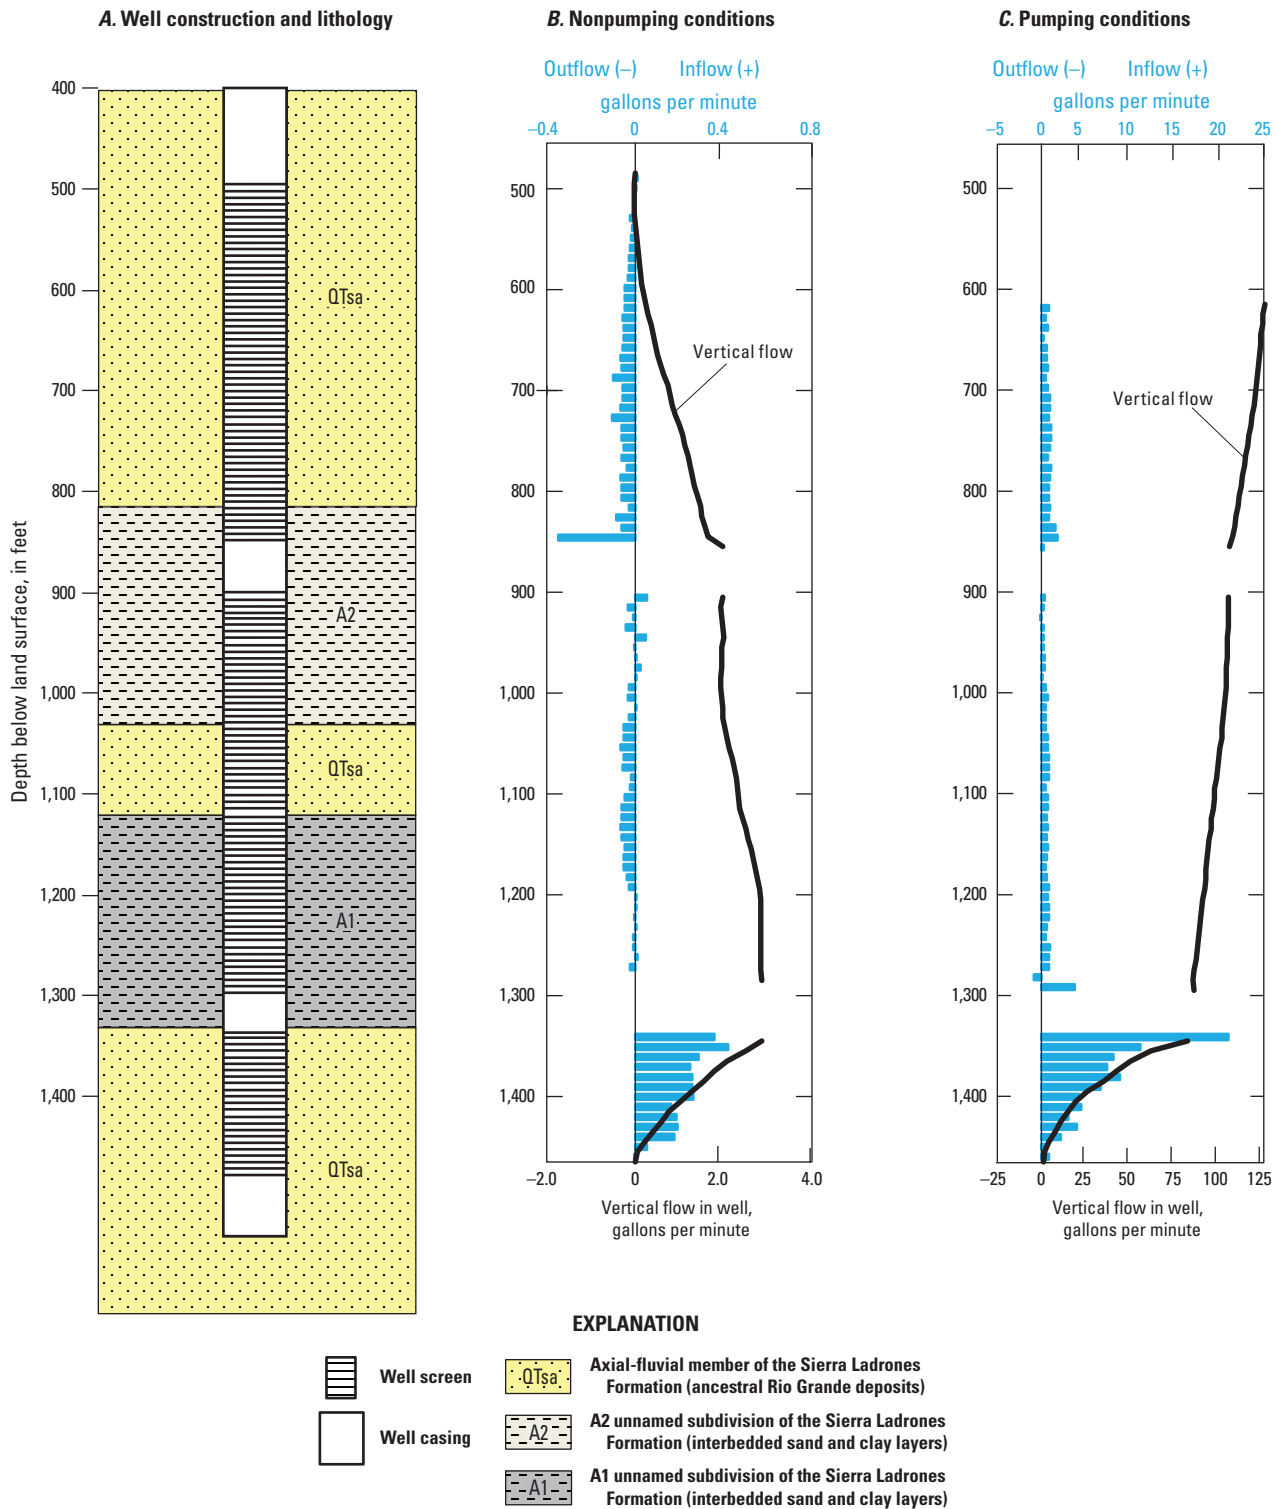 A. Well construction and lithology
Depth below land surface, in feet
400
500
600
700
800
900
1,000
1,100
1,200
1,300
1,400
QTsa
A2
QTsa
A1
QTsa
B. Nonpumping conditions
Outflow (–) Inflow (+)
gallons per minute
–0.4 0 0.4 0.8
500
600
700
800
900
1,000
1,100
1,200
1,300
1,400
Vertical flow
–2.0 0 2.0 4.0
Vertical flow in well,
gallons per minute
C. Pumping conditions
Outflow (–) Inflow (+)
gallons per minute
–5 0 5 10 15 20 25
500
600
700
800
900
1,000
1,100
1,200
1,300
1,400
Vertical flow
–25 0 25 50 75 100 125
Vertical flow in well,
gallons per minute
EXPLANATION
Well screen
Well casing
QTsa
Axial-fluvial member of the Sierra Ladrones
Formation (ancestral Rio Grande deposits)
A2
A2 unnamed subdivision of the Sierra Ladrones
Formation (interbedded sand and clay layers)
A1
A1 unnamed subdivision of the Sierra Ladrones
Formation (interbedded sand and clay layers)